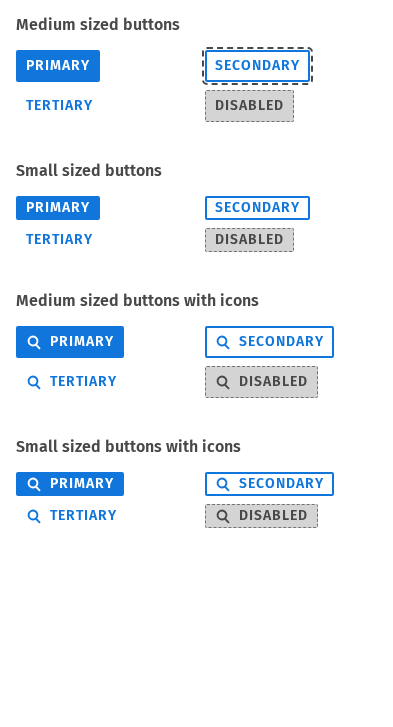 Medium sized buttons
PRIMARY
SECONDARY
TERTIARY
DISABLED
Small sized buttons
PRIMARY
SECONDARY
TERTIARY
DISABLED
Medium sized buttons with icons
PRIMARY
SECONDARY
TERTIARY
DISABLED
Small sized buttons with icons
PRIMARY
SECONDARY
TERTIARY
DISABLED